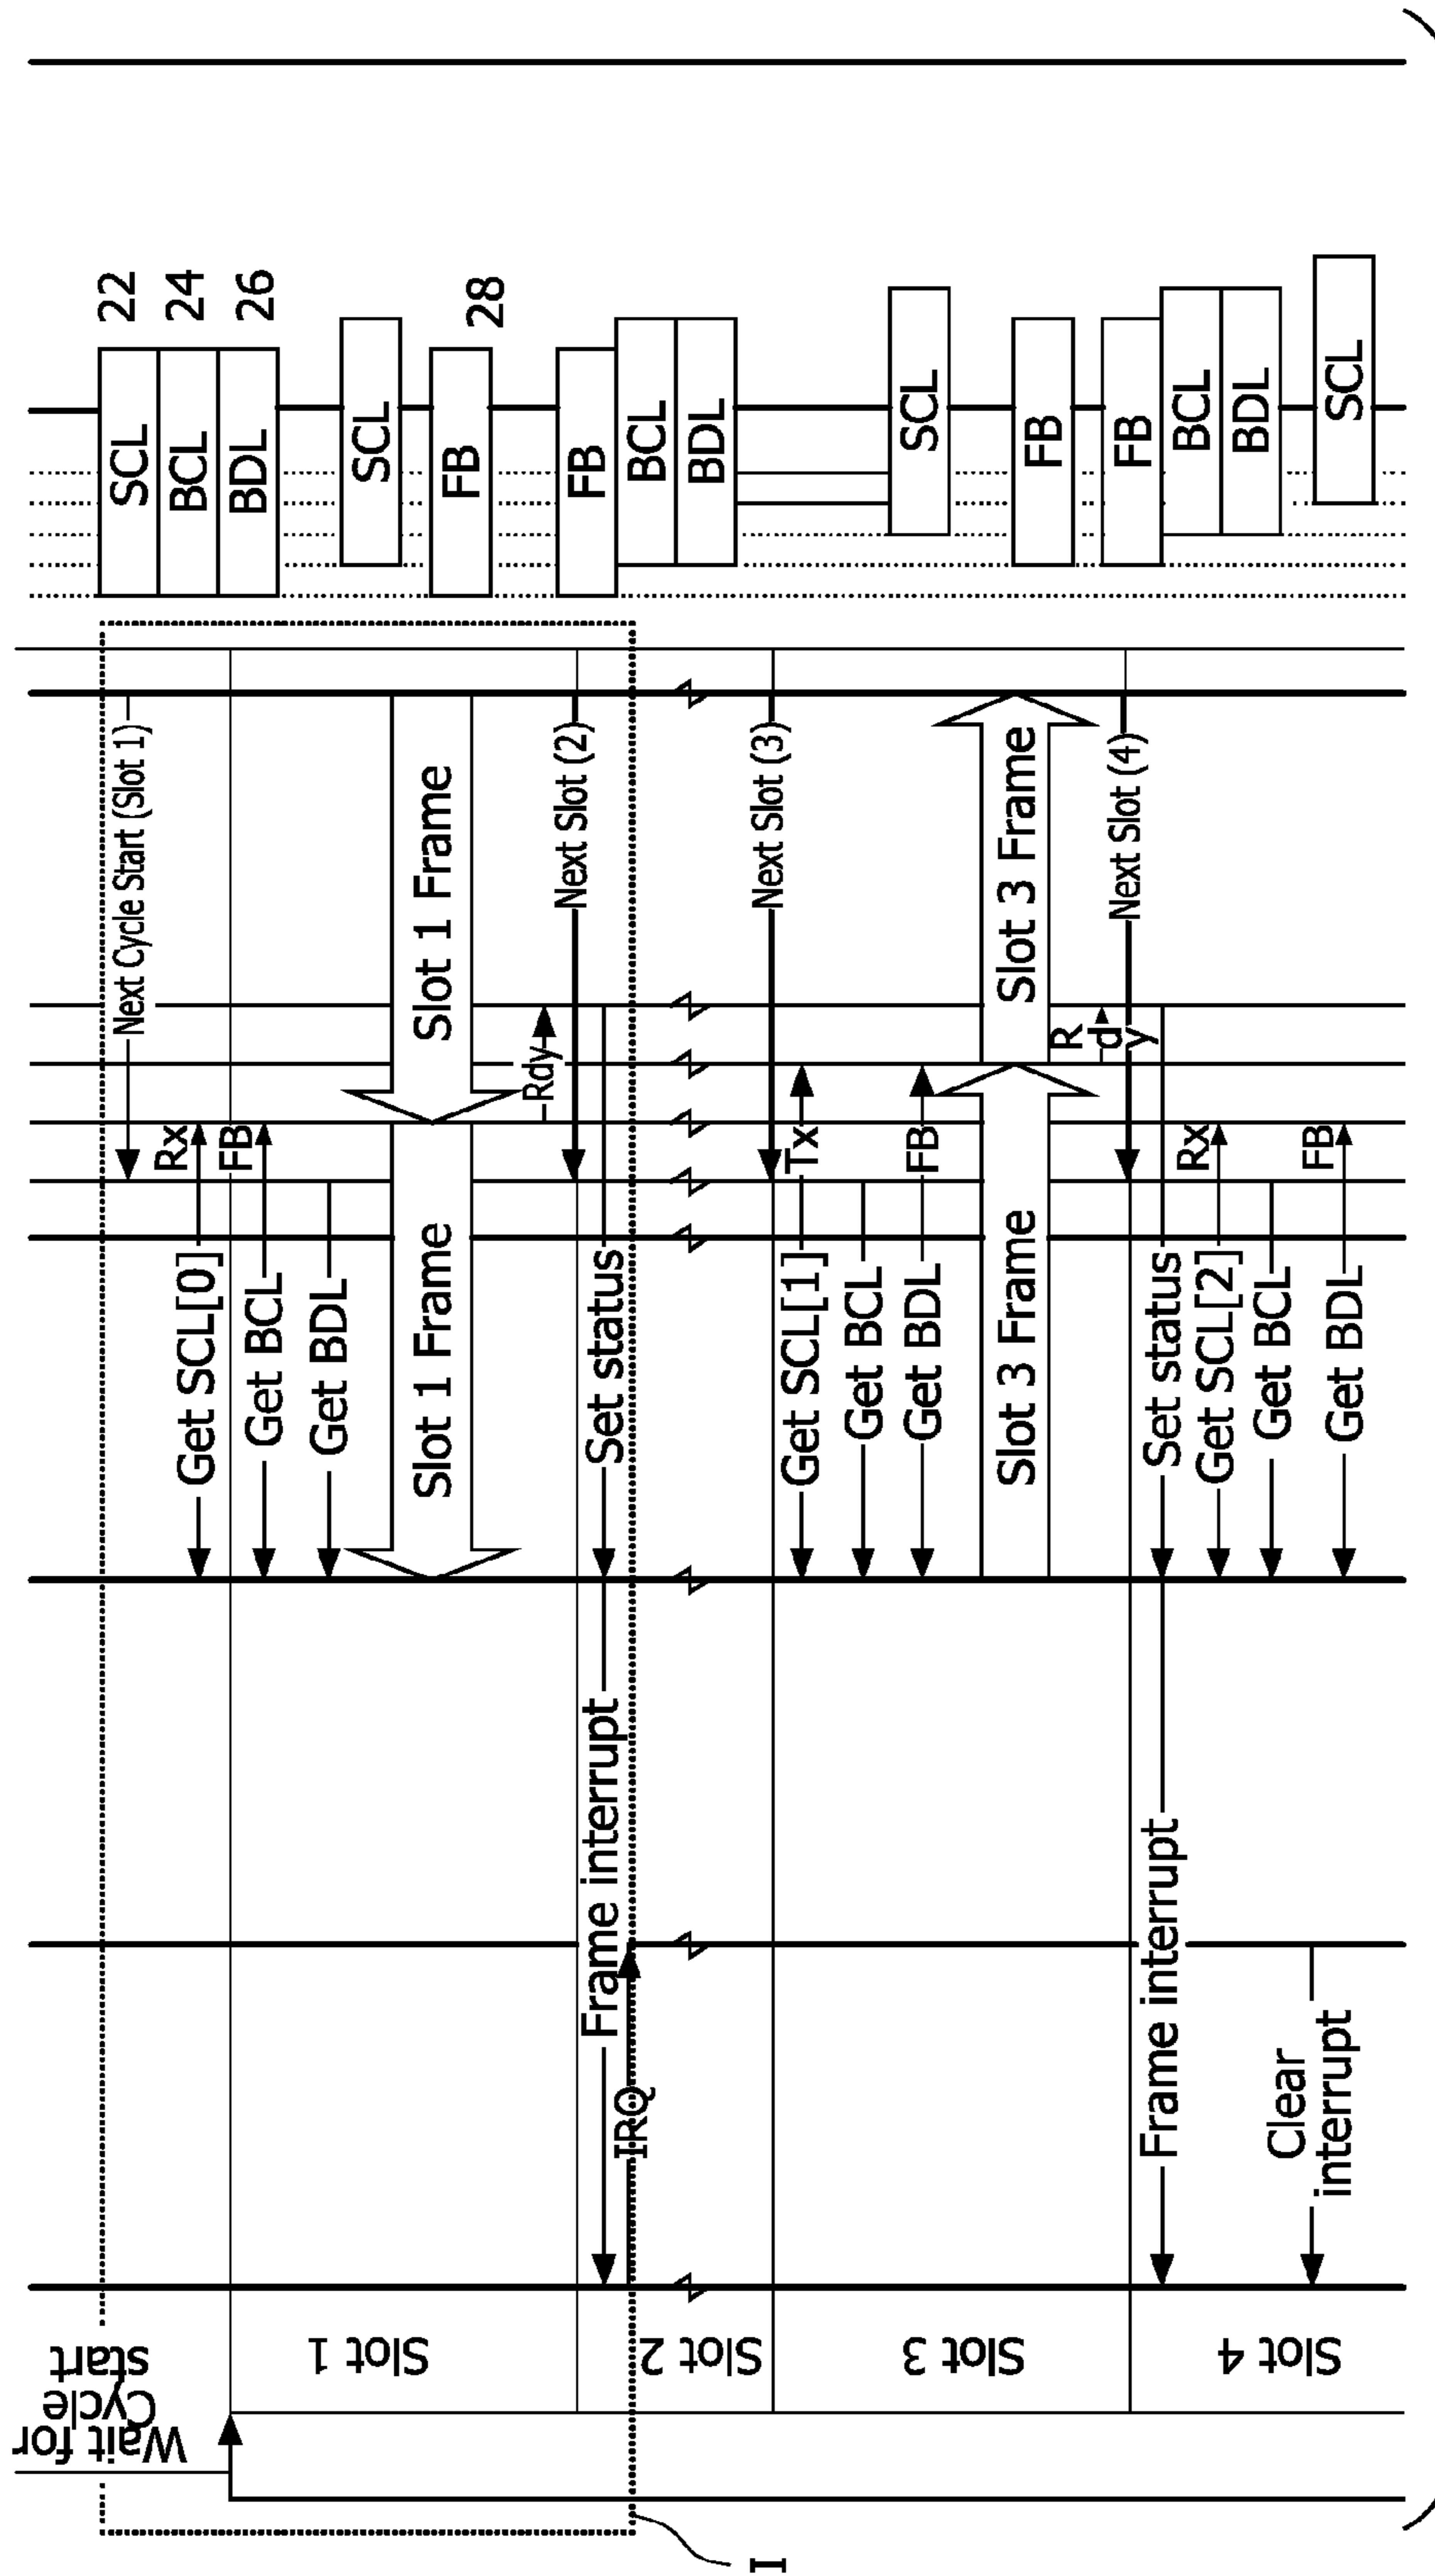 Wait for
Cycle
start
Slot 1
Slot 2
Slot 3
Slot 4
I
Next Cycle Start (Slot 1)
Rx
Get SCL[0]
FB
Get BCL
Get BDL
Slot 1 Frame
Slot 1 Frame
Rdy
Next Slot (2)
Set status
Frame interrupt
IRQ
Next Slot (3)
Tx
Get SCL[1]
Get BCL
FB
Get BDL
Slot 3 Frame
Slot 3 Frame
R
d
y
Next Slot (4)
Set status
Frame interrupt
Rx
Get SCL[2]
Get BCL
FB
Get BDL
Clear
interrupt
SCL
22
BCL
24
BDL
26
SCL
FB
28
FB
BCL
BDL
SCL
FB
FB
BCL
BDL
SCL